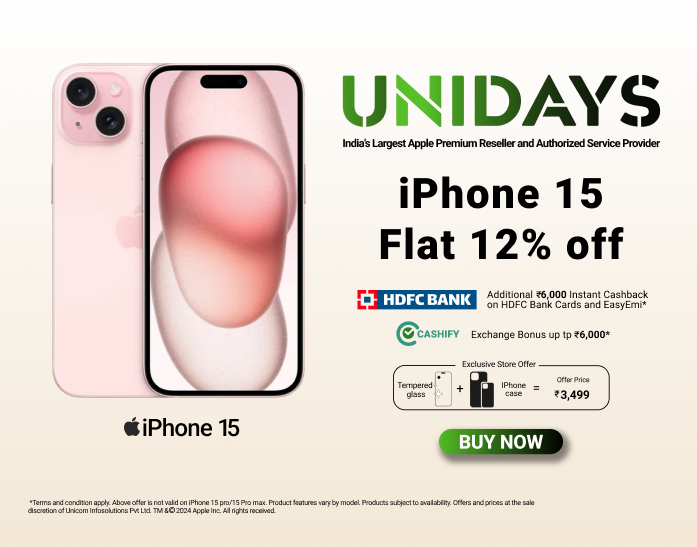 UNIDAYS
India's Largest Apple Premium Reseller and Authorized Service Provider
iPhone 15
Flat 12% off
HDFC BANK
Additional ₹6,000 Instant Cashback
on HDFC Bank Cards and EasyEmi*
CASHIFY
Exchange Bonus up tp ₹6,000*
Exclusive Store Offer
Tempered
glass
+
IPhone
case
=
Offer Price
₹3,499
BUY NOW
iPhone 15
*Terms and condition apply. Above offer is not valid on iPhone 15 pro/15 Pro max. Product features vary by model. Products subject to availability. Offers and prices at the sale
discretion of Unicom Infosolutions Pvt Ltd. TM &© 2024 Apple Inc. All rights received.